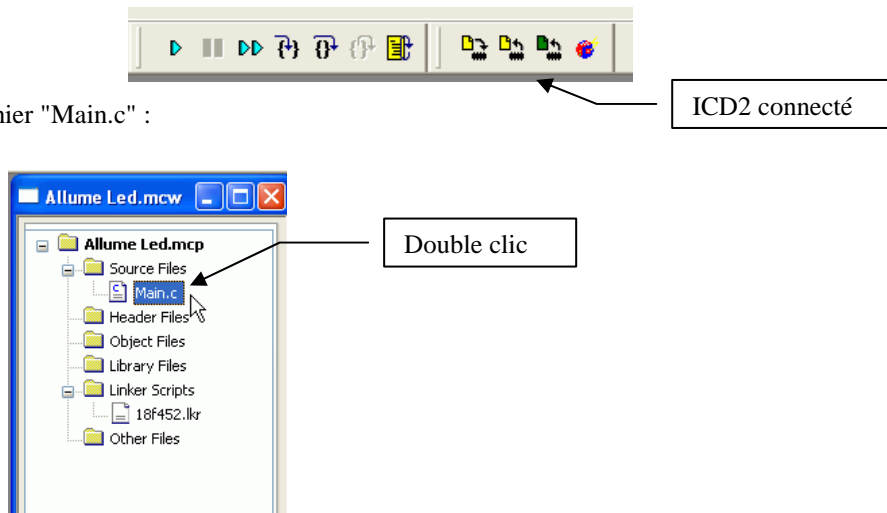 ICD2 connecté
nier "Main.c" :
Allume Led.mcw
Allume Led.mcp
Double clic
Source Files
Main.c
Header Files
Object Files
Library Files
Linker Scripts
18f452.lkr
Other Files